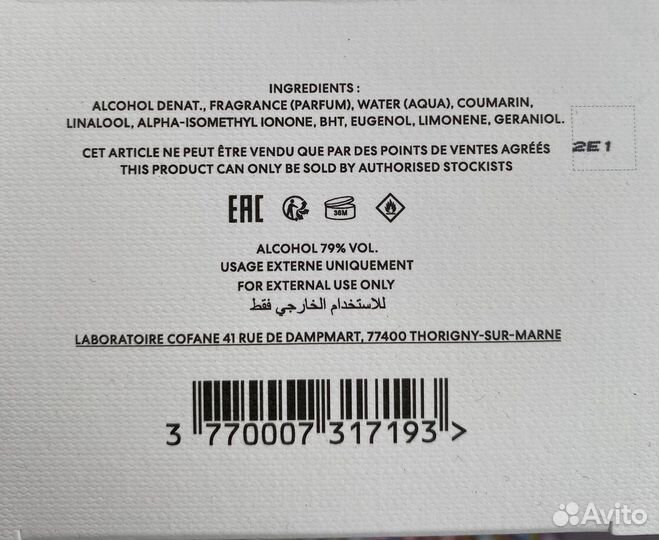 INGREDIENTS :
ALCOHOL DENAT., FRAGRANCE (PARFUM), WATER (AQUA), COUMARIN,
LINALOOL, ALPHA-ISOMETHYL IONONE, BHT, EUGENOL, LIMONENE, GERANIOL.
2E1
CET ARTICLE NE PEUT ÊTRE VENDU QUE PAR DES POINTS DE VENTES AGRÉÉS
THIS PRODUCT CAN ONLY BE SOLD BY AUTHORISED STOCKISTS
EAC 36M
ALCOHOL 79% VOL.
USAGE EXTERNE UNIQUEMENT
FOR EXTERNAL USE ONLY
للاستخدام الخارجي فقط
LABORATOIRE COFANE 41 RUE DE DAMPMART, 77400 THORIGNY-SUR-MARNE
3 770007 317193 >
Avito